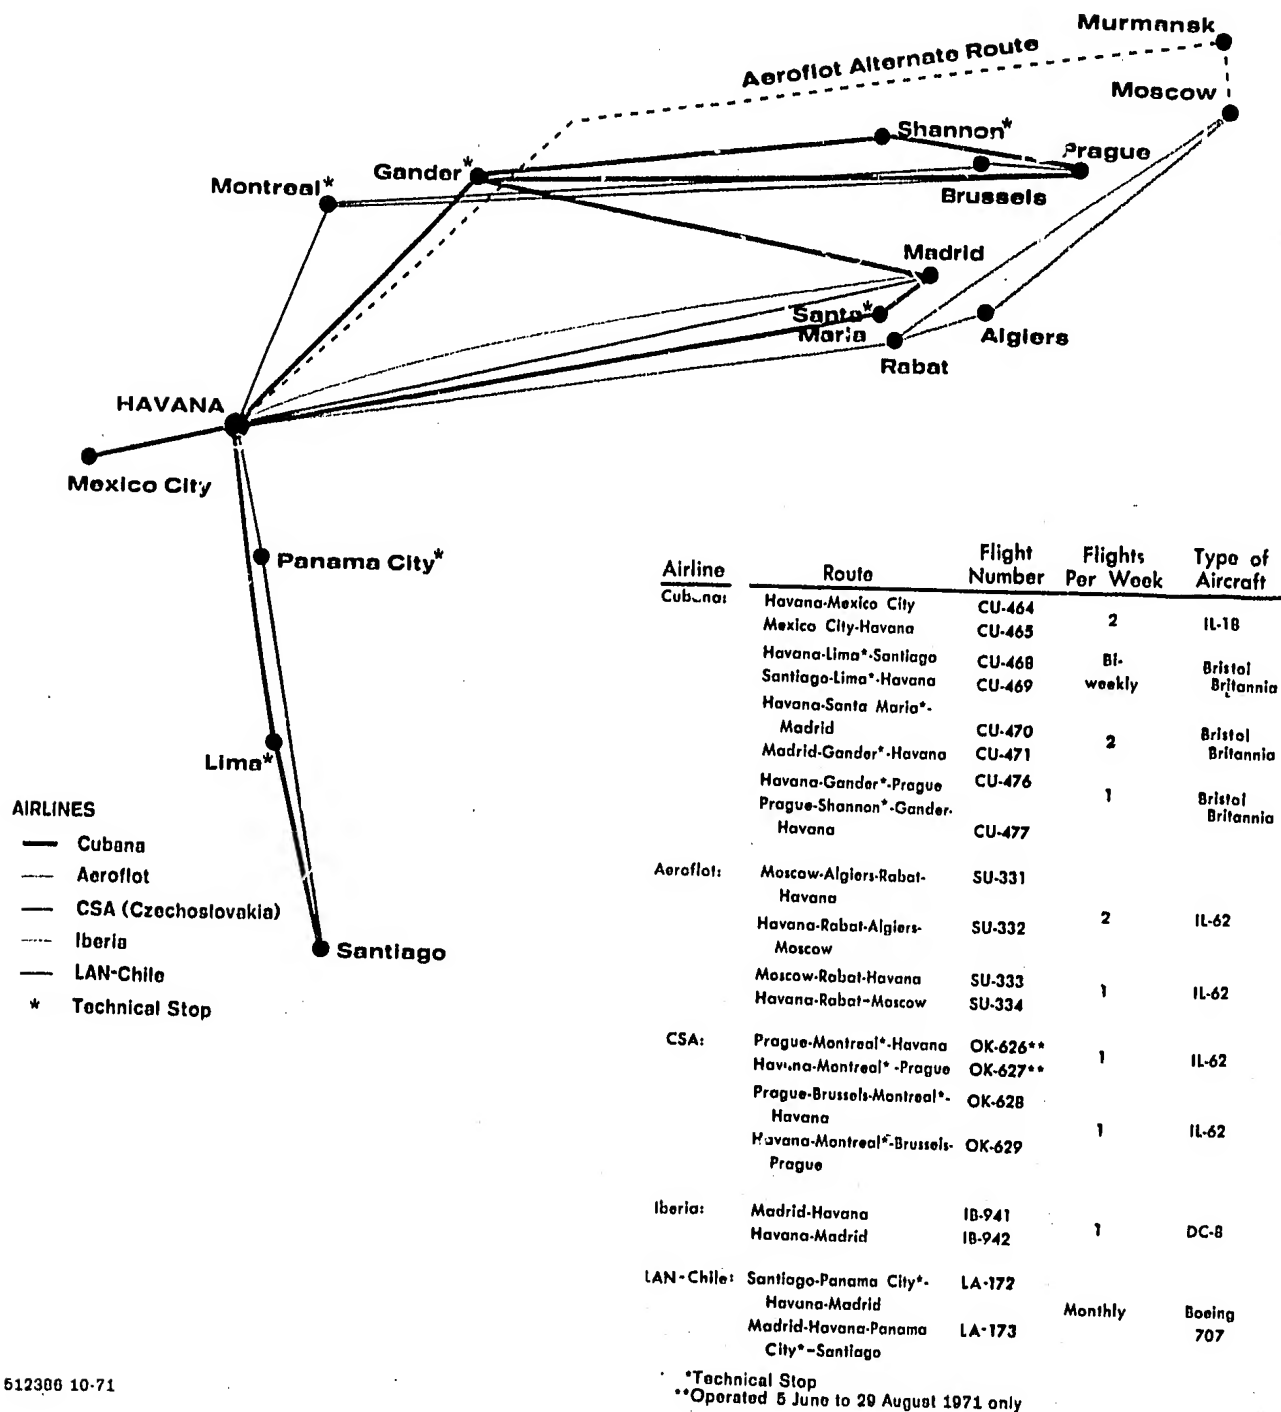 Murmansk
Aeroflot Alternate Route
Moscow
Shannon*
Prague
Gander*
Montreal*
Brussels
Madrid
Santa*
Maria
Algiers
Rabat
HAVANA
Mexico City
Panama City*
Lima*
Santiago
AIRLINES
Cubana
Aeroflot
CSA (Czechoslovakia)
Iberia
LAN-Chile
* Technical Stop
Airline Route Flight Number Flights Per Week Type of Aircraft
Cubana: Havana-Mexico City CU-464
Mexico City-Havana CU-465 2 IL-18
Havana-Lima*-Santiago CU-468 Bi- Bristol
Santiago-Lima*-Havana CU-469 weekly Britannia
Havana-Santa Maria*-
Madrid CU-470 Bristol
Madrid-Gander*-Havana CU-471 2 Britannia
Havana-Gander*-Prague CU-476
Prague-Shannon*-Gander- 1 Bristol
Havana CU-477 Britannia
Aeroflot: Moscow-Algiers-Rabat- SU-331
Havana
Havana-Rabat-Algiers- SU-332 2 IL-62
Moscow
Moscow-Rabat-Havana SU-333
Havana-Rabat-Moscow SU-334 1 IL-62
CSA: Prague-Montreal*-Havana OK-626**
Havana-Montreal*-Prague OK-627** 1 IL-62
Prague-Brussels-Montreal*- OK-628
Havana
Havana-Montreal*-Brussels- OK-629 1 IL-62
Prague
Iberia: Madrid-Havana IB-941
Havana-Madrid IB-942 1 DC-8
LAN-Chile: Santiago-Panama City*- LA-172
Havana-Madrid Monthly Boeing
Madrid-Havana-Panama LA-173 707
City*-Santiago
*Technical Stop
**Operated 5 June to 29 August 1971 only
512386 10-71